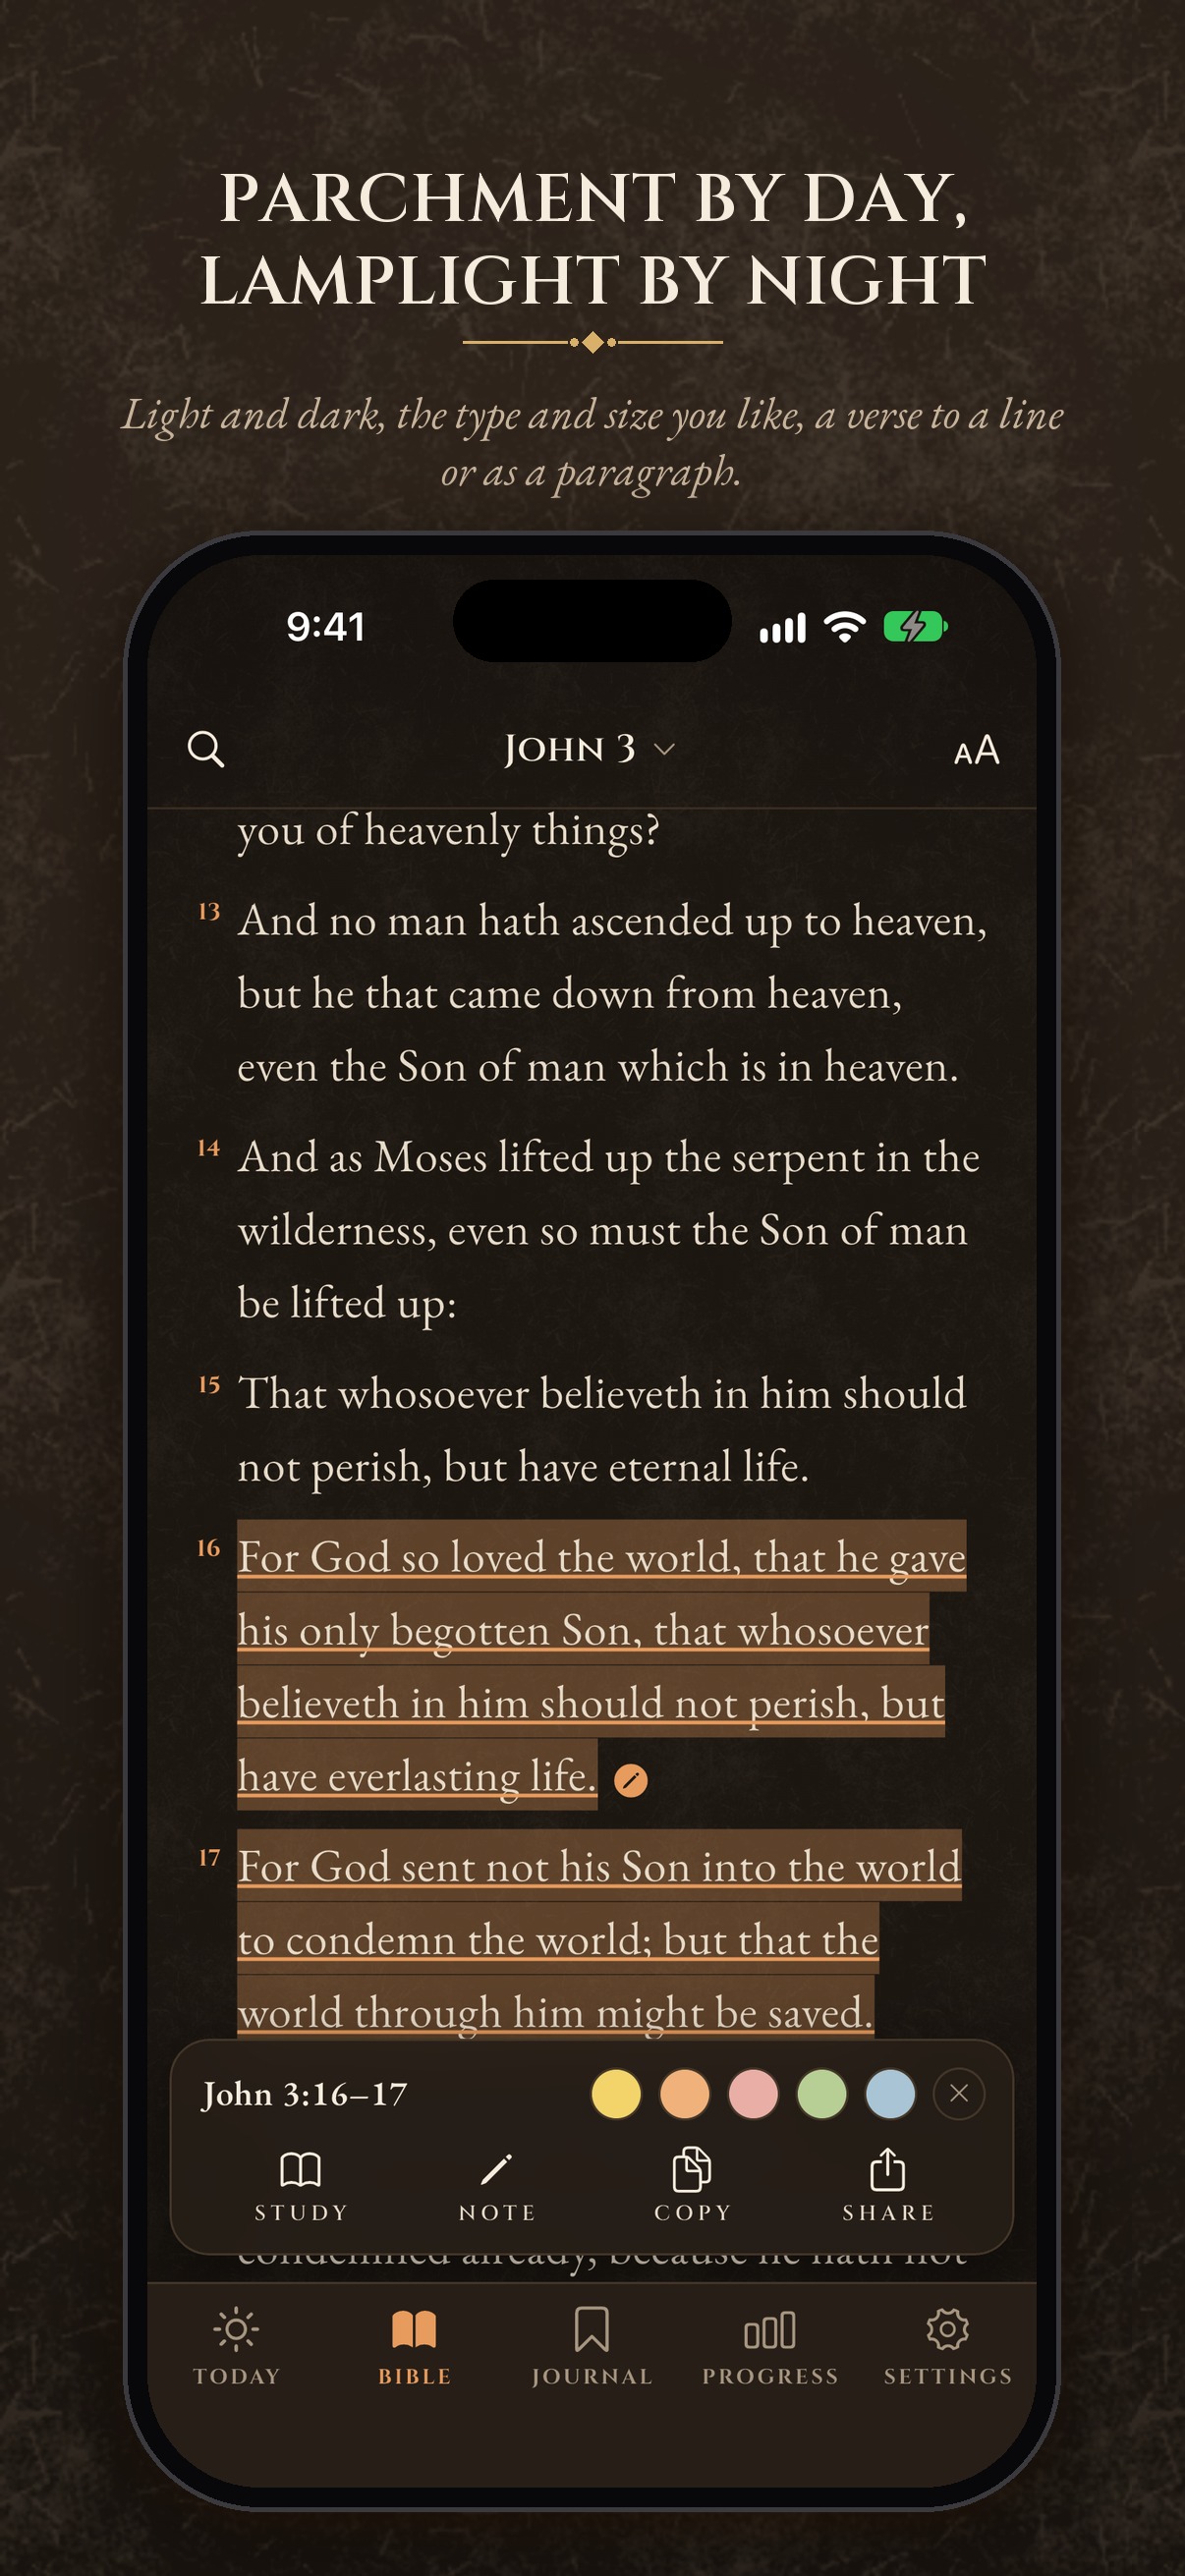 PARCHMENT BY DAY,
LAMPLIGHT BY NIGHT
Light and dark, the type and size you like, a verse to a line
or as a paragraph.
9:41
JOHN 3
AA
you of heavenly things?
13 And no man hath ascended up to heaven,
but he that came down from heaven,
even the Son of man which is in heaven.
14 And as Moses lifted up the serpent in the
wilderness, even so must the Son of man
be lifted up:
15 That whosoever believeth in him should
not perish, but have eternal life.
16 For God so loved the world, that he gave
his only begotten Son, that whosoever
believeth in him should not perish, but
have everlasting life.
17 For God sent not his Son into the world
to condemn the world; but that the
world through him might be saved.
John 3:16–17
STUDY NOTE COPY SHARE
condemned already, because he hath not
TODAY BIBLE JOURNAL PROGRESS SETTINGS